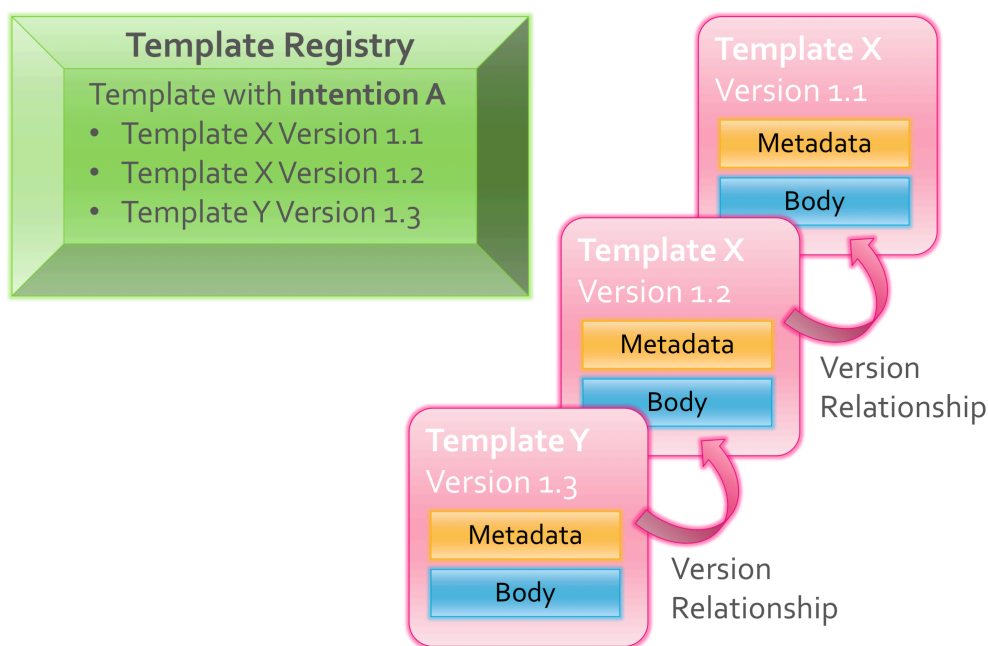 Template Registry
Template with intention A
• Template X Version 1.1
• Template X Version 1.2
• Template Y Version 1.3
Template X
Version 1.1
Metadata
Body
Template X
Version 1.2
Metadata
Body
Version
Relationship
Template Y
Version 1.3
Metadata
Body
Version
Relationship